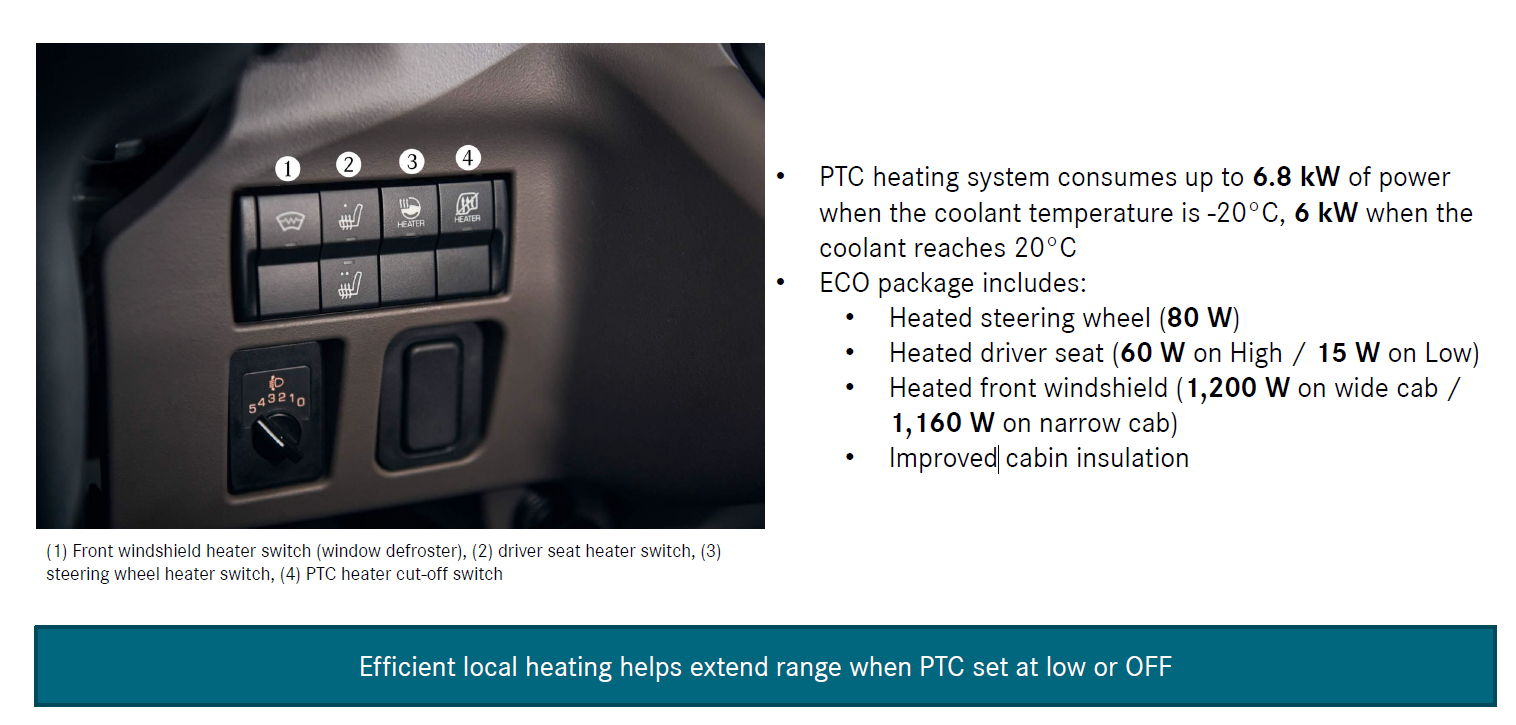 1 2 3 4
HEATER HEATER
5 4 3 2 1 0
(1) Front windshield heater switch (window defroster), (2) driver seat heater switch, (3)
steering wheel heater switch, (4) PTC heater cut-off switch
• PTC heating system consumes up to 6.8 kW of power
when the coolant temperature is -20°C, 6 kW when the
coolant reaches 20°C
• ECO package includes:
• Heated steering wheel (80 W)
• Heated driver seat (60 W on High / 15 W on Low)
• Heated front windshield (1,200 W on wide cab /
1,160 W on narrow cab)
• Improved cabin insulation
Efficient local heating helps extend range when PTC set at low or OFF